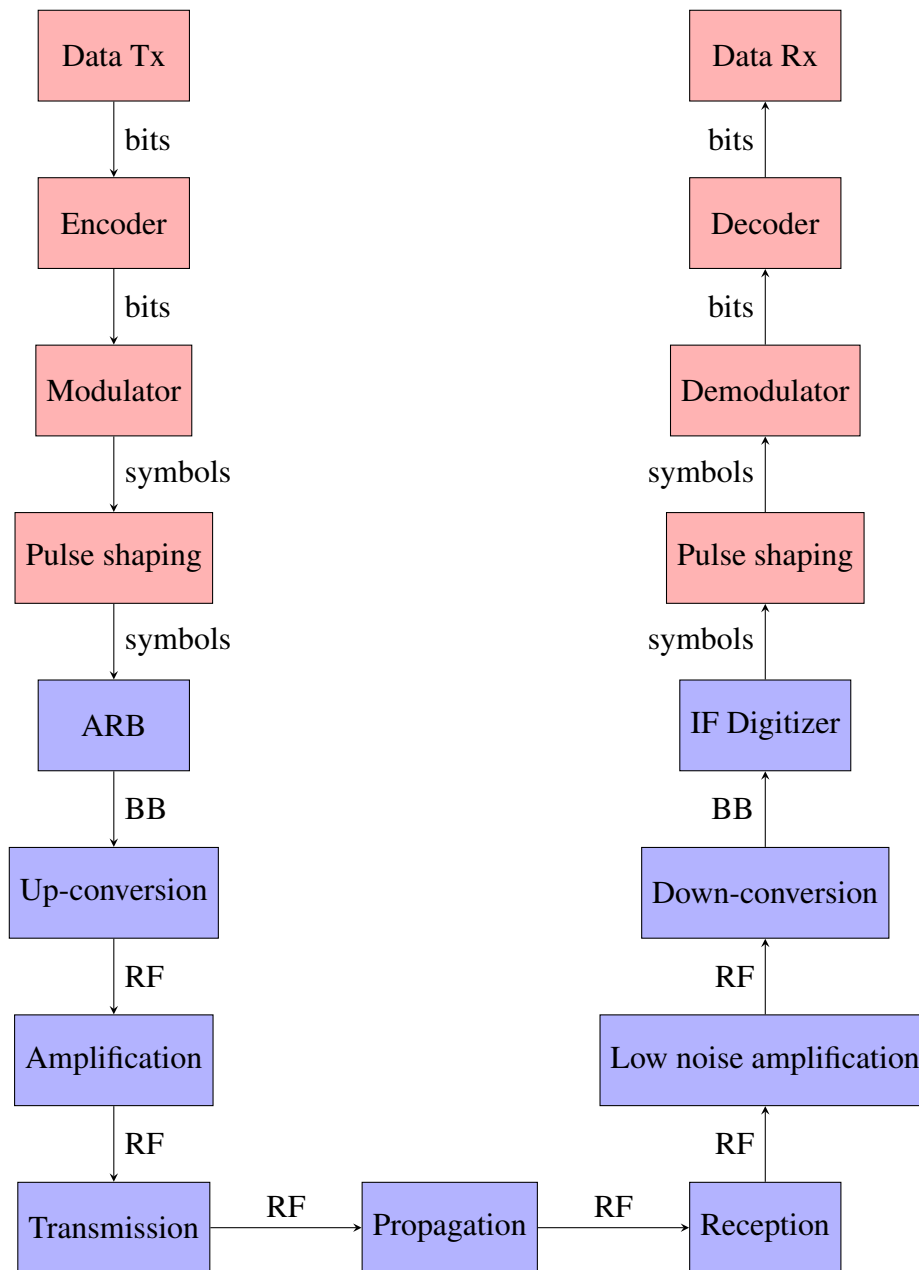 Data Tx
bits
Encoder
bits
Modulator
symbols
Pulse shaping
symbols
ARB
BB
Up-conversion
RF
Amplification
RF
Transmission
RF
Propagation
RF
Reception
RF
Low noise amplification
RF
Down-conversion
BB
IF Digitizer
symbols
Pulse shaping
symbols
Demodulator
bits
Decoder
bits
Data Rx